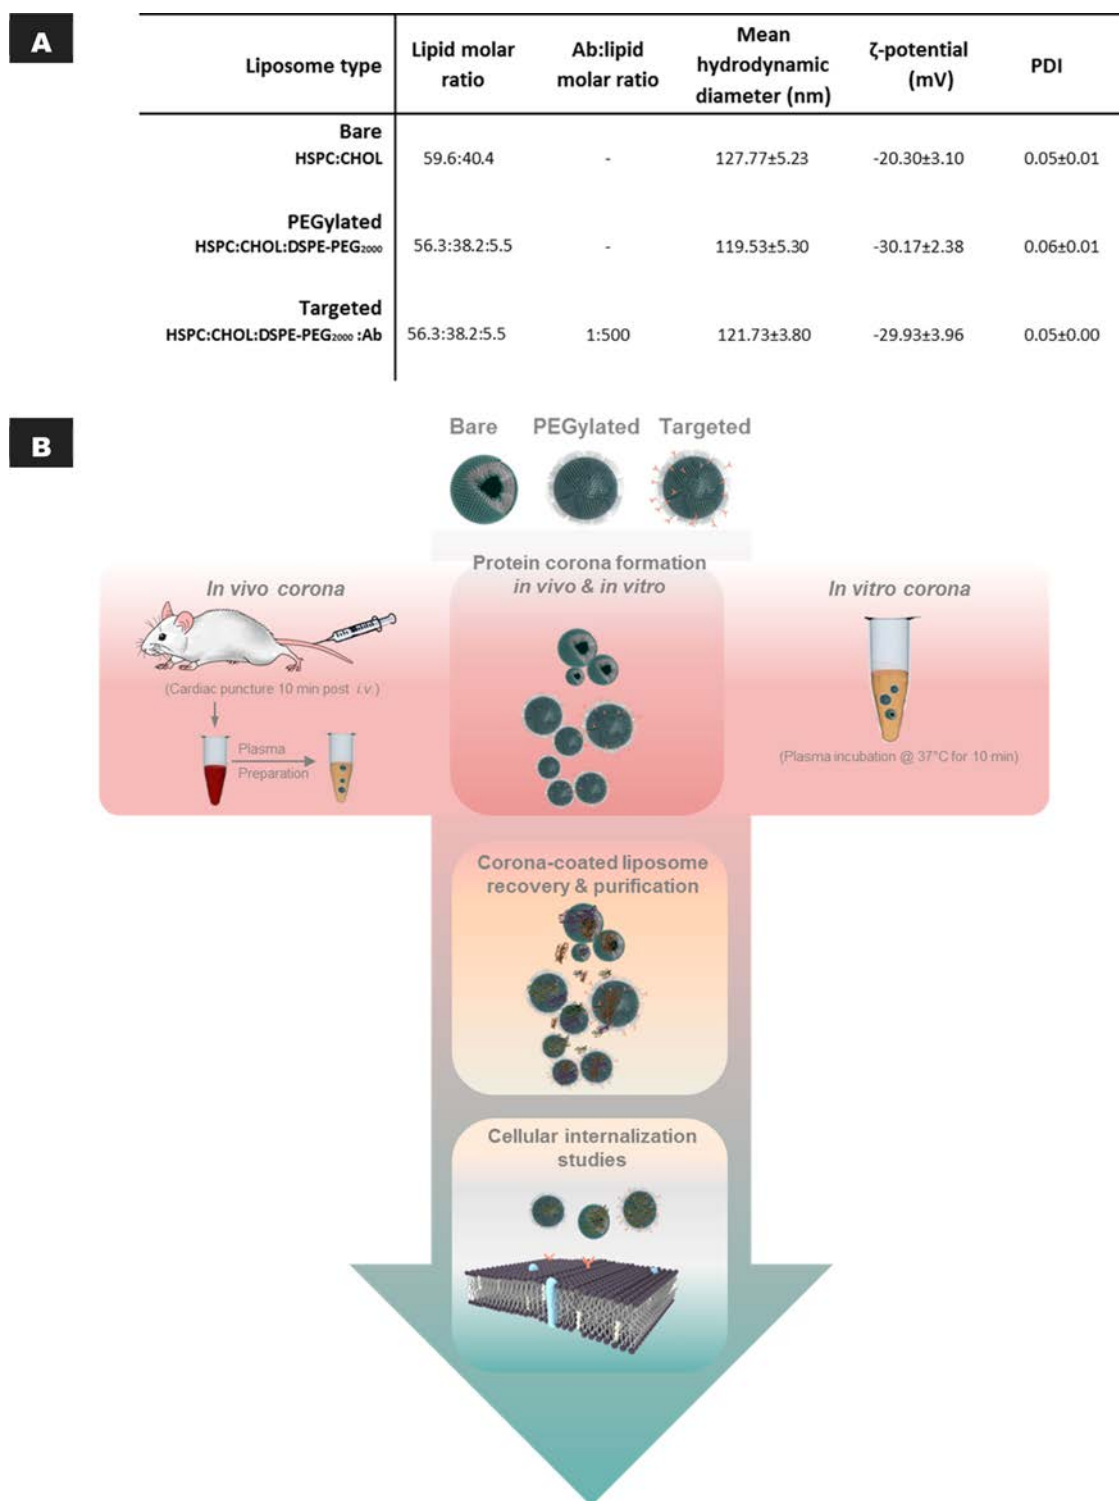 A
Liposome type
Lipid molar
ratio
Ab:lipid
molar ratio
Mean
hydrodynamic
diameter (nm)
ζ-potential
(mV)
PDI
Bare
HSPC:CHOL
59.6:40.4
-
127.77±5.23
-20.30±3.10
0.05±0.01
PEGylated
HSPC:CHOL:DSPE-PEG2000
56.3:38.2:5.5
-
119.53±5.30
-30.17±2.38
0.06±0.01
Targeted
HSPC:CHOL:DSPE-PEG2000 :Ab
56.3:38.2:5.5
1:500
121.73±3.80
-29.93±3.96
0.05±0.00
B
Bare
PEGylated
Targeted
Protein corona formation
in vivo & in vitro
In vivo corona
(Cardiac puncture 10 min post i.v.)
Plasma
Preparation
In vitro corona
(Plasma incubation @ 37°C for 10 min)
Corona-coated liposome
recovery & purification
Cellular internalization
studies